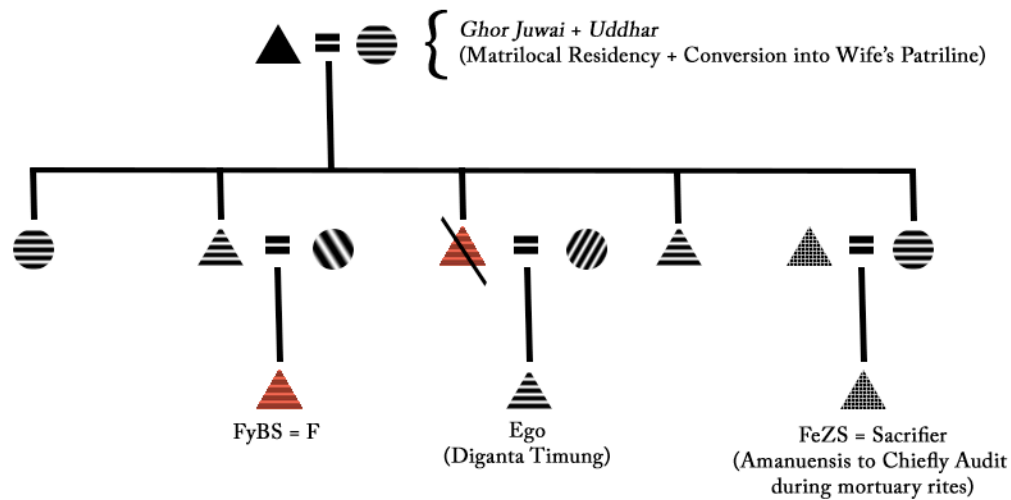 Ghor Juwai + Uddhar
(Matrilocal Residency + Conversion into Wife's Patriline)
FyBS = F
Ego
(Diganta Timung)
FeZS = Sacrifier
(Amanuensis to Chiefly Audit
during mortuary rites)